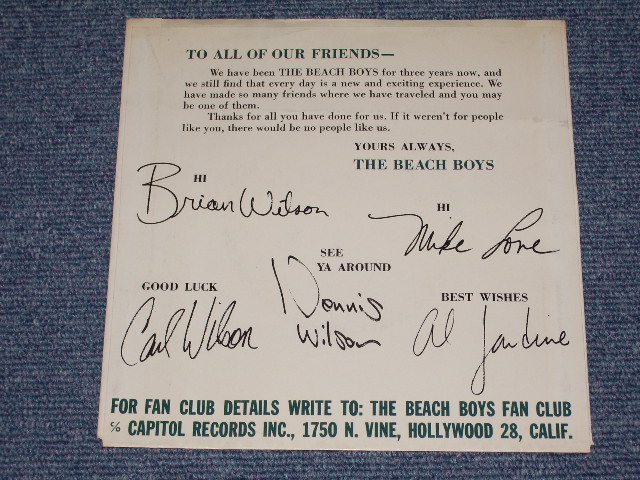 TO ALL OF OUR FRIENDS—
We have been THE BEACH BOYS for three years now, and
we still find that every day is a new and exciting experience. We
have made so many friends where we have traveled and you may
be one of them.
Thanks for all you have done for us. If it weren't for people
like you, there would be no people like us.
YOURS ALWAYS,
THE BEACH BOYS
HI
Brian Wilson
HI
Mike Love
SEE
YA AROUND
Dennis
Wilson
GOOD LUCK
Carl Wilson
BEST WISHES
Al Jardine
FOR FAN CLUB DETAILS WRITE TO: THE BEACH BOYS FAN CLUB
℅ CAPITOL RECORDS INC., 1750 N. VINE, HOLLYWOOD 28, CALIF.